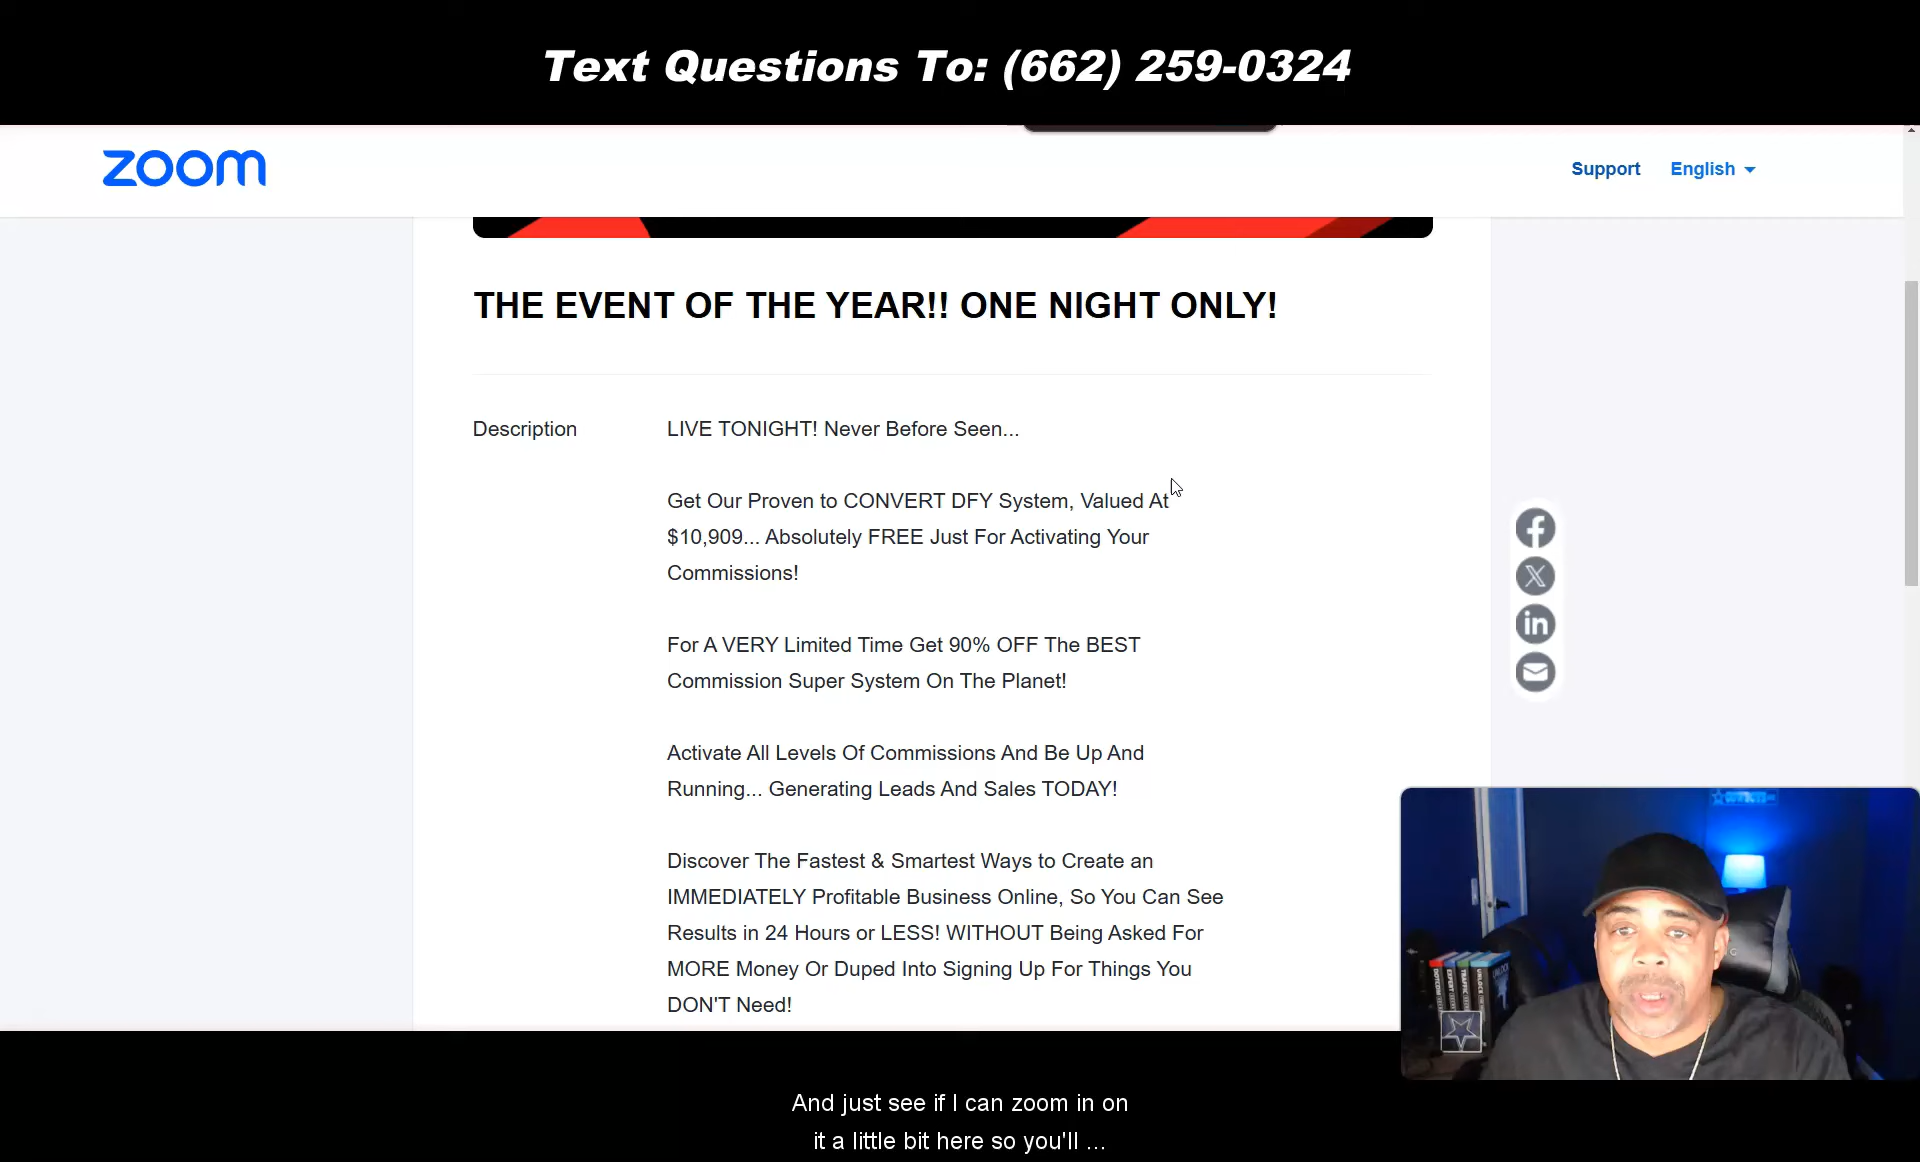 Text Questions To: (662) 259-0324
zoom
Support
English
THE EVENT OF THE YEAR!! ONE NIGHT ONLY!
Description
LIVE TONIGHT! Never Before Seen...
Get Our Proven to CONVERT DFY System, Valued At
$10,909... Absolutely FREE Just For Activating Your
Commissions!
For A VERY Limited Time Get 90% OFF The BEST
Commission Super System On The Planet!
Activate All Levels Of Commissions And Be Up And
Running... Generating Leads And Sales TODAY!
Discover The Fastest & Smartest Ways to Create an
IMMEDIATELY Profitable Business Online, So You Can See
Results in 24 Hours or LESS! WITHOUT Being Asked For
MORE Money Or Duped Into Signing Up For Things You
DON'T Need!
COWBOYS
DOTCOM
EXPERT
TRAFFIC
UNLOCK
And just see if I can zoom in on
it a little bit here so you'll ...